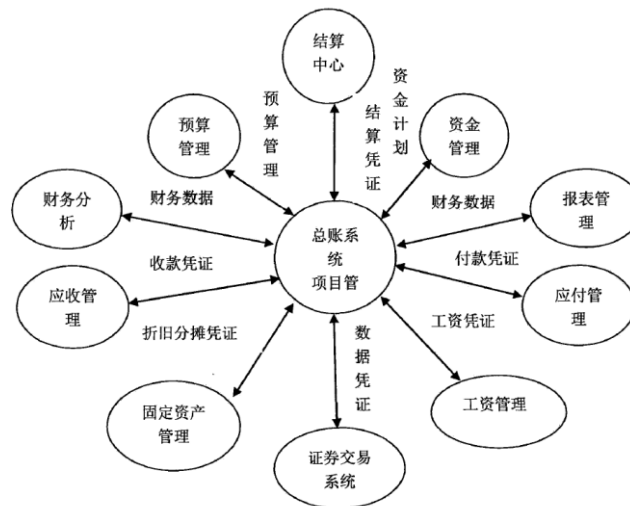 结算
中心
资金计划
预算管理
结算凭证
预算
管理
资金
管理
财务分
析
财务数据
财务数据
报表管
理
总账系
统
项目管
收款凭证
付款凭证
应收管
理
应付管
理
折旧分摊凭证
数据凭证
工资凭证
固定资产
管理
工资管理
证券交易
系统